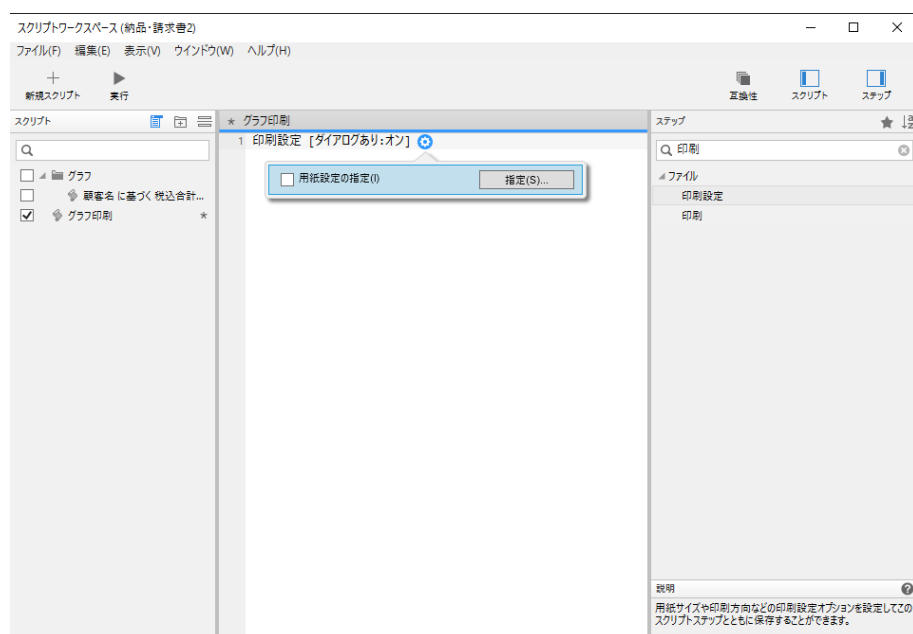 スクリプトワークスペース (納品・請求書2)
ファイル(F) 編集(E) 表示(V) ウインドウ(W) ヘルプ(H)
新規スクリプト 実行 互換性 スクリプト ステップ
スクリプト
グラフ
顧客名 に基づく 税込合計...
グラフ印刷 *
* グラフ印刷
1 印刷設定 [ダイアログあり:オン]
用紙設定の指定(I) 指定(S)...
ステップ
印刷
ファイル
印刷設定
印刷
説明
用紙サイズや印刷方向などの印刷設定オプションを設定してこの
スクリプトステップとともに保存することができます。